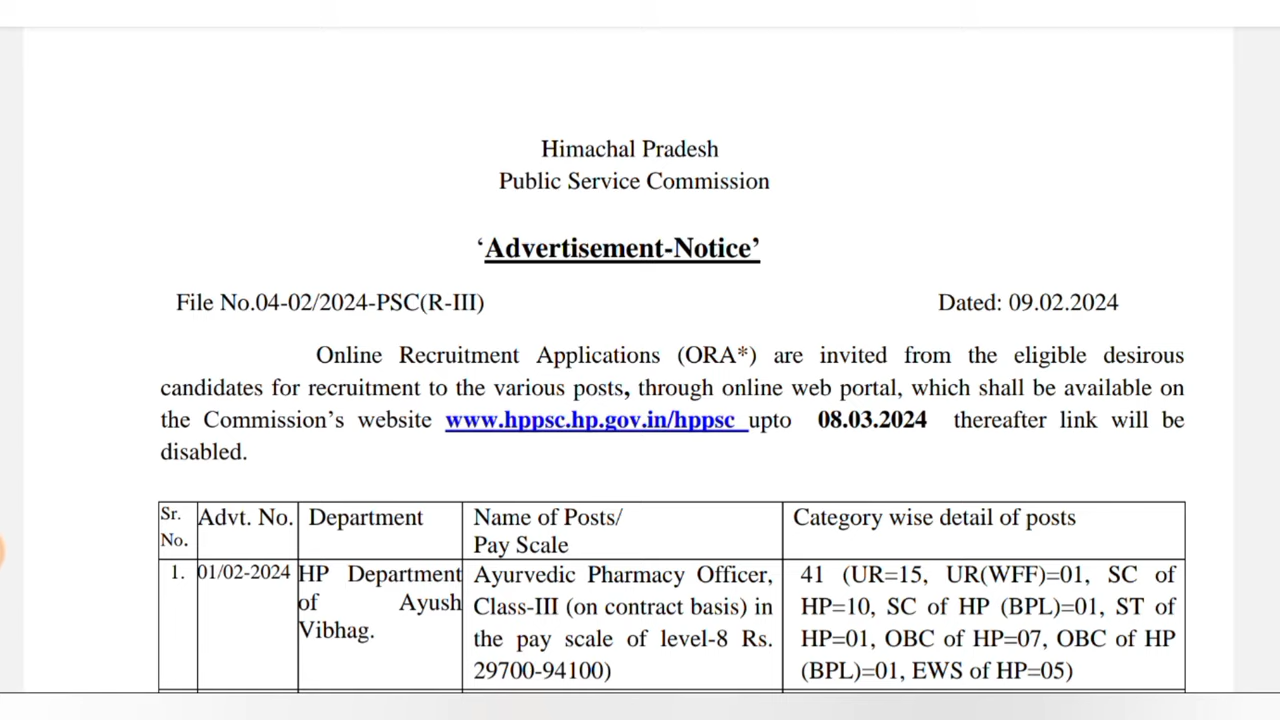 Himachal Pradesh
Public Service Commission
‘Advertisement-Notice’
File No.04-02/2024-PSC(R-III) Dated: 09.02.2024
Online Recruitment Applications (ORA*) are invited from the eligible desirous
candidates for recruitment to the various posts, through online web portal, which shall be available on
the Commission’s website www.hppsc.hp.gov.in/hppsc upto 08.03.2024 thereafter link will be
disabled.
Sr.
No.
Advt. No.
Department
Name of Posts/
Pay Scale
Category wise detail of posts
1.
01/02-2024
HP Department
of Ayush
Vibhag.
Ayurvedic Pharmacy Officer,
Class-III (on contract basis) in
the pay scale of level-8 Rs.
29700-94100)
41 (UR=15, UR(WFF)=01, SC of
HP=10, SC of HP (BPL)=01, ST of
HP=01, OBC of HP=07, OBC of HP
(BPL)=01, EWS of HP=05)